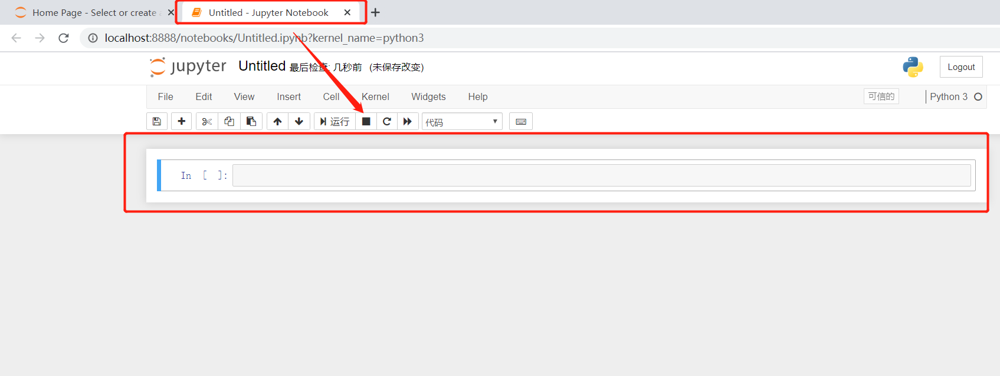 Home Page - Select or create a
Untitled - Jupyter Notebook
localhost:8888/notebooks/Untitled.ipynb?kernel_name=python3
jupyter Untitled 最后检查: 几秒前 (未保存改变)
Logout
File Edit View Insert Cell Kernel Widgets Help 可信的 Python 3
运行 代码
In [ ]: